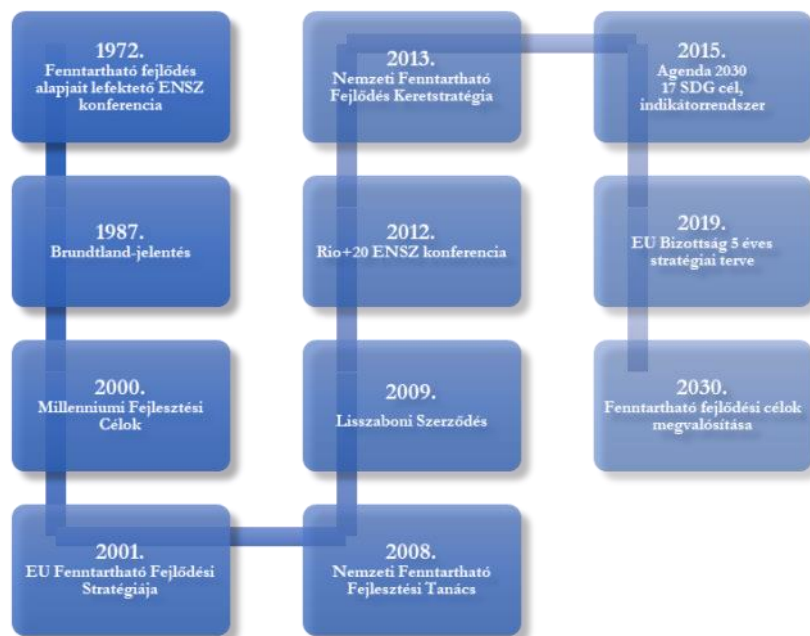 1972.
Fenntartható fejlődés
alapjait lefektető ENSZ
konferencia
1987.
Brundtland-jelentés
2000.
Millenniumi Fejlesztési
Célok
2001.
EU Fenntartható Fejlődési
Stratégiája
2008.
Nemzeti Fenntartható
Fejlesztési Tanács
2009.
Lisszaboni Szerződés
2012.
Rio+20 ENSZ konferencia
2013.
Nemzeti Fenntartható
Fejlődés Keretstratégia
2015.
Agenda 2030
17 SDG cél,
indikátorrendszer
2019.
EU Bizottság 5 éves
stratégiai terve
2030.
Fenntartható fejlődési célok
megvalósítása